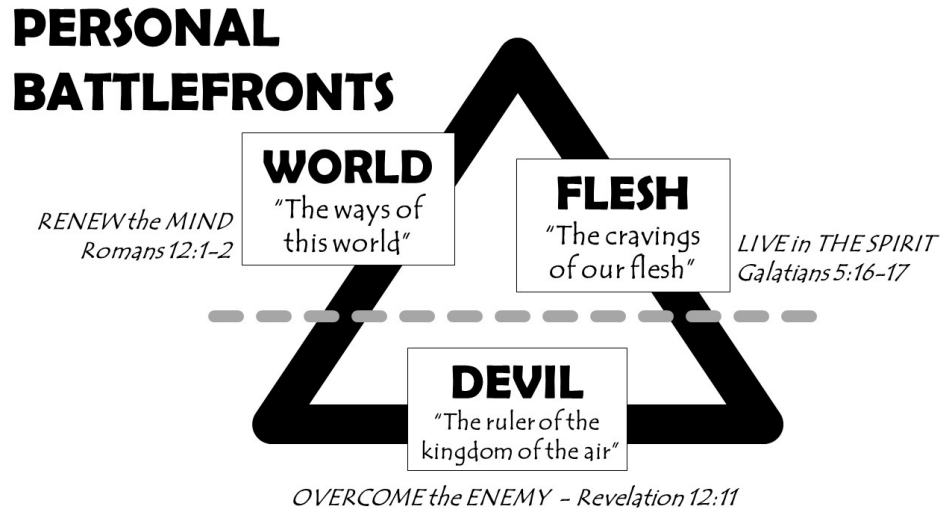 PERSONAL
BATTLEFRONTS
WORLD
"The ways of
this world"
RENEW the MIND
Romans 12:1-2
FLESH
"The cravings
of our flesh"
LIVE in THE SPIRIT
Galatians 5:16-17
DEVIL
"The ruler of the
kingdom of the air"
OVERCOME the ENEMY - Revelation 12:11